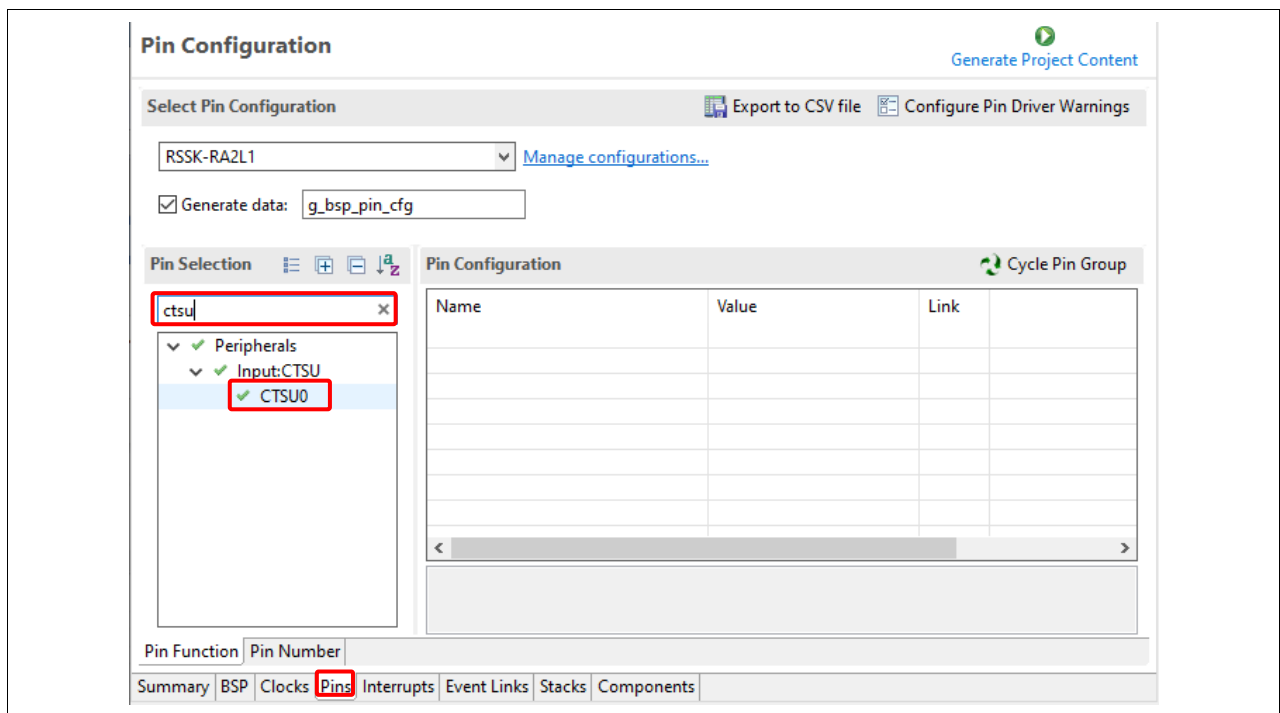 Pin Configuration
Generate Project Content
Select Pin Configuration
Export to CSV file
Configure Pin Driver Warnings
RSSK-RA2L1
Manage configurations...
Generate data:
g_bsp_pin_cfg
Pin Selection
Pin Configuration
Cycle Pin Group
ctsu
Name Value Link
Peripherals
Input:CTSU
CTSU0
Pin Function Pin Number
Summary BSP Clocks Pins Interrupts Event Links Stacks Components